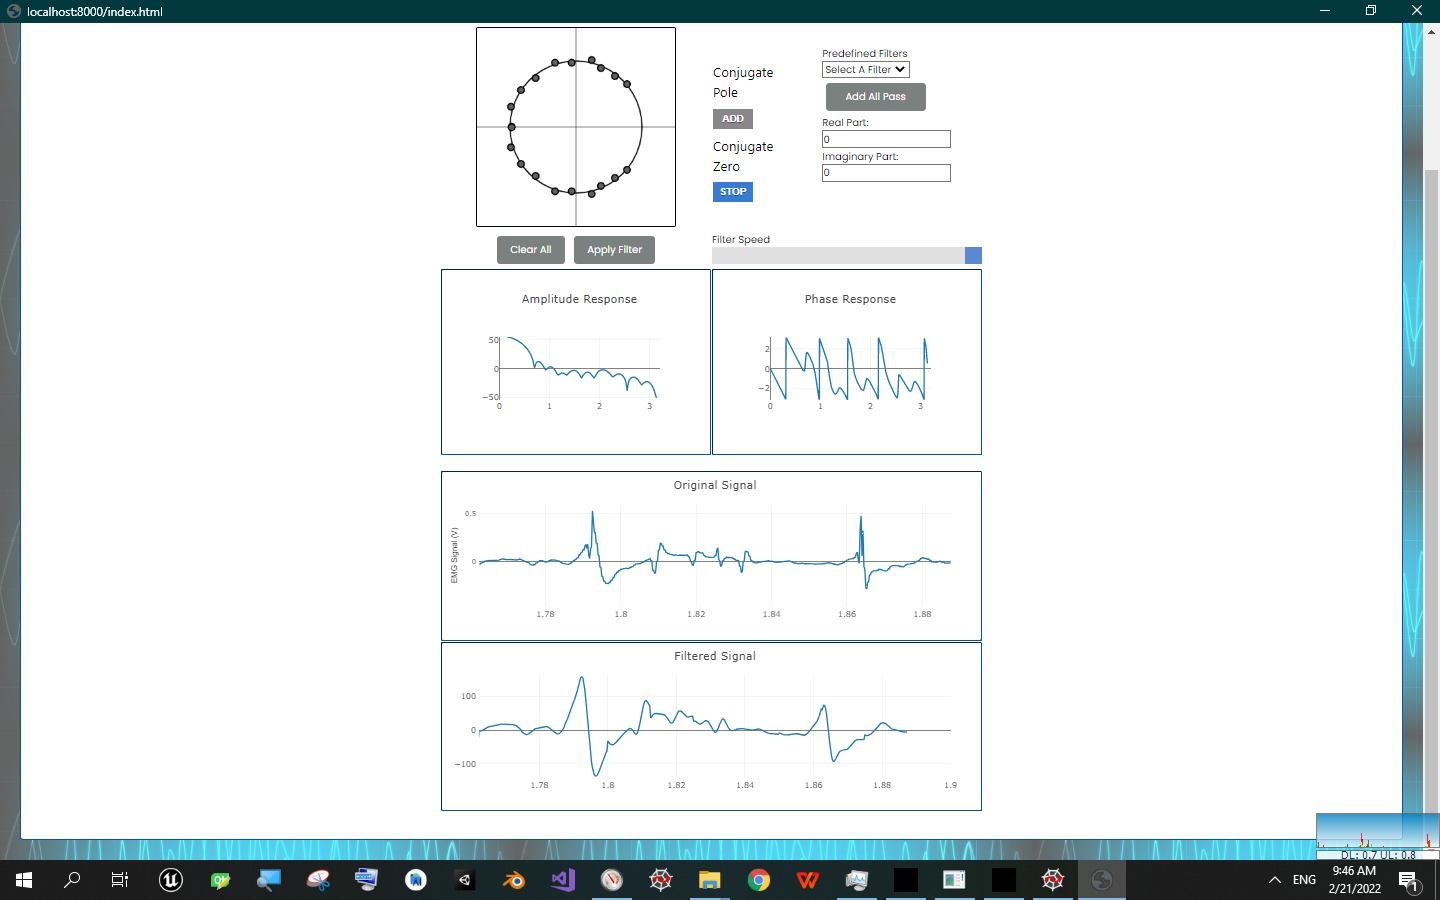 localhost:8000/index.html
Conjugate
Pole
ADD
Conjugate
Zero
STOP
Predefined Filters
Select A Filter
Add All Pass
Real Part:
0
Imaginary Part:
0
Clear All
Apply Filter
Filter Speed
Amplitude Response
50
0
−50
0 1 2 3
Phase Response
2
0
−2
0 1 2 3
Original Signal
EMG Signal (V)
0.5
0
1.78 1.8 1.82 1.84 1.86 1.88
Filtered Signal
100
0
−100
1.78 1.8 1.82 1.84 1.86 1.88 1.9
DL: 0.7 UL: 0.8
ENG
9:46 AM
2/21/2022
1